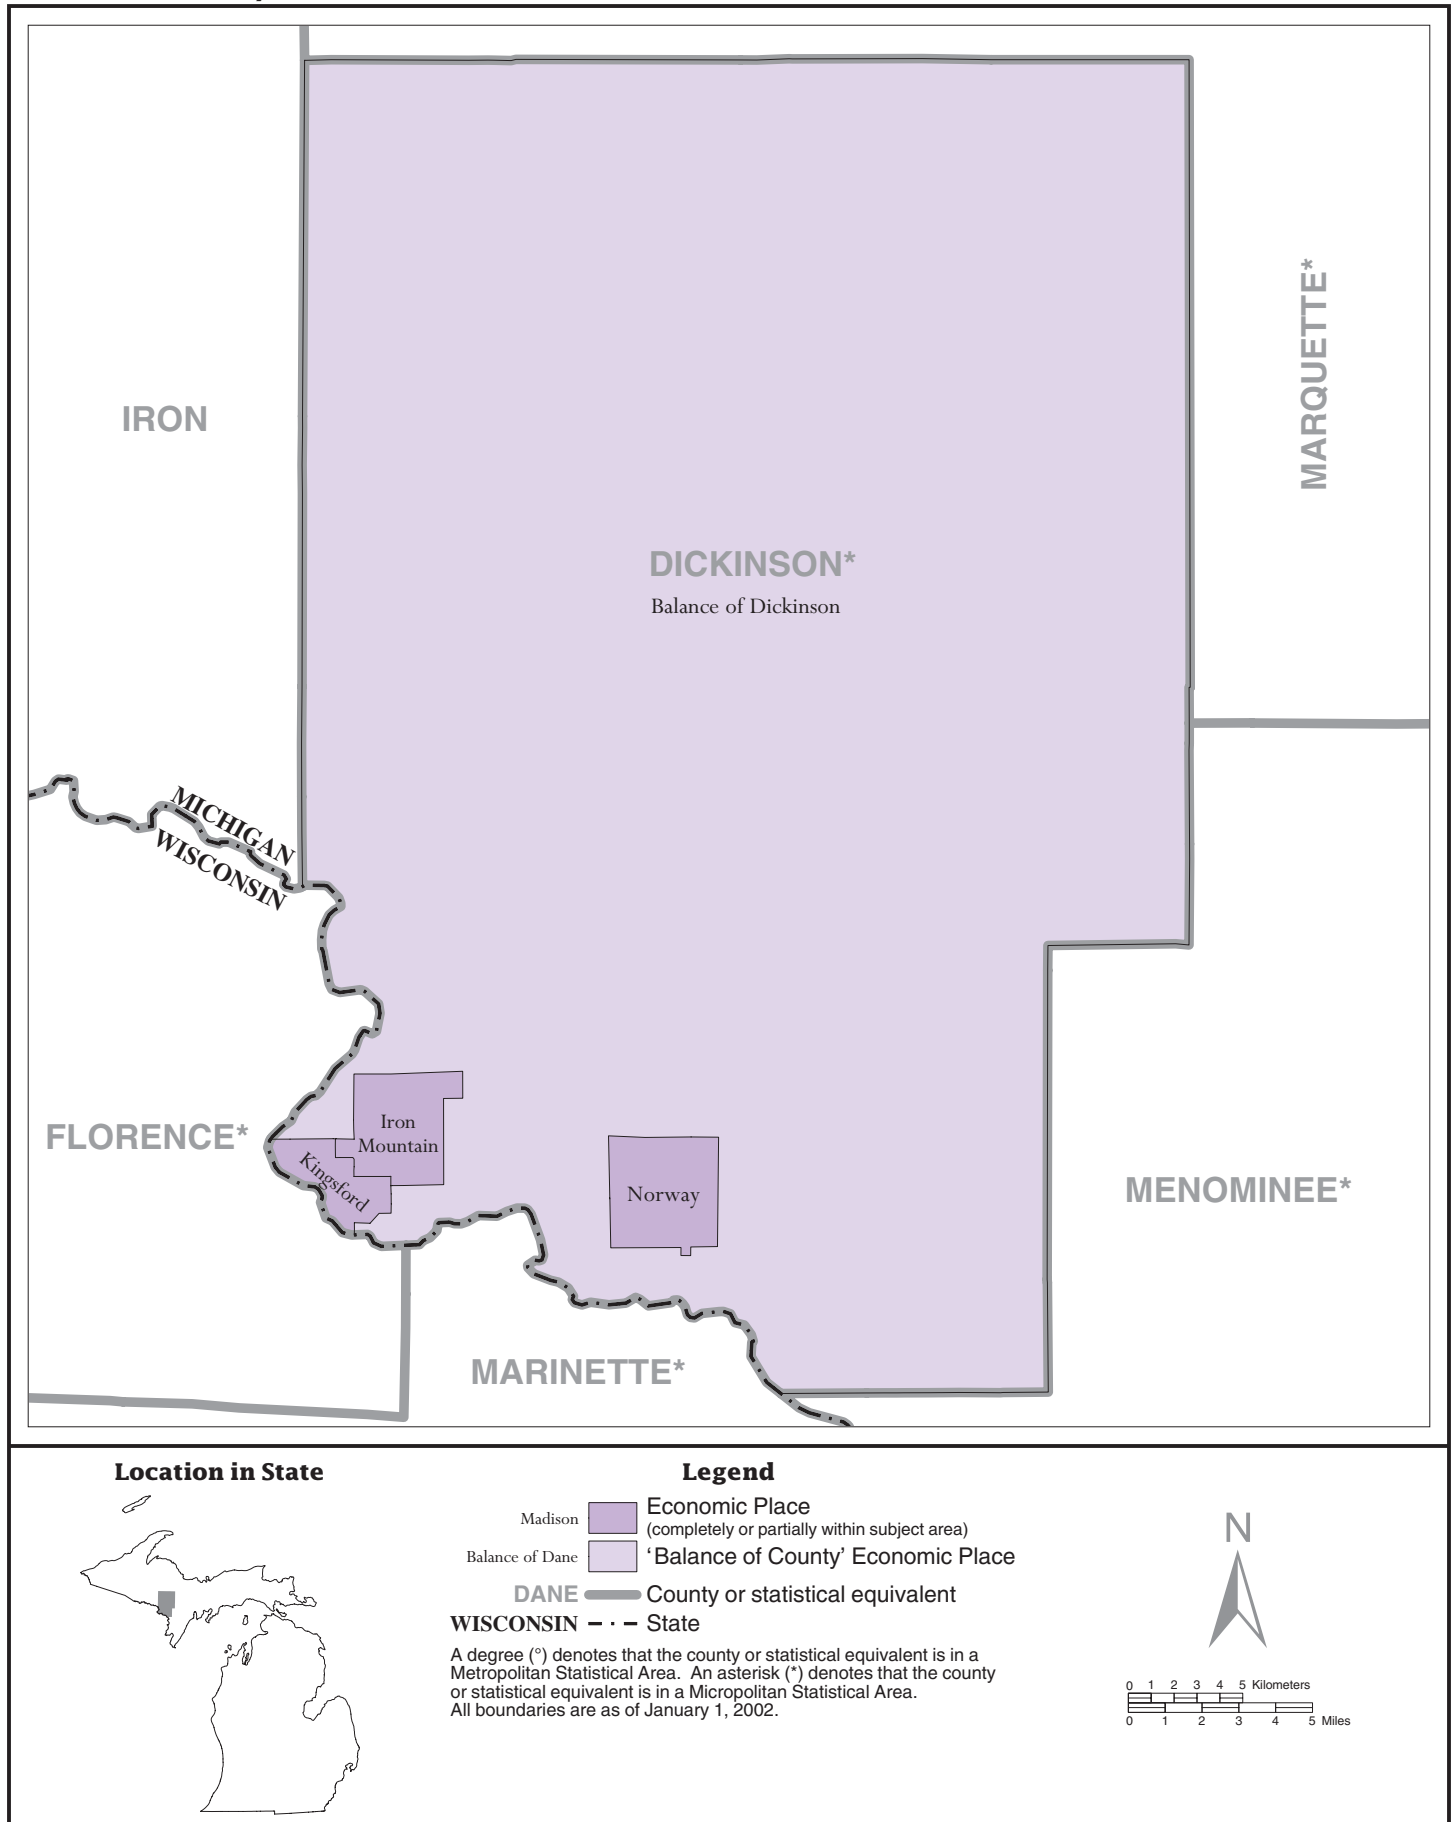 MARQUETTE*
IRON
DICKINSON*
Balance of Dickinson
MICHIGAN
WISCONSIN
Iron
Mountain
FLORENCE*
Kingsford
Norway
MENOMINEE*
MARINETTE*
Location in State
Legend
Madison
Economic Place
(completely or partially within subject area)
Balance of Dane
‘Balance of County’ Economic Place
DANE
County or statistical equivalent
WISCONSIN
State
A degree (°) denotes that the county or statistical equivalent is in a
Metropolitan Statistical Area. An asterisk (*) denotes that the county
or statistical equivalent is in a Micropolitan Statistical Area.
All boundaries are as of January 1, 2002.
N
0 1 2 3 4 5 Kilometers
0 1 2 3 4 5 Miles